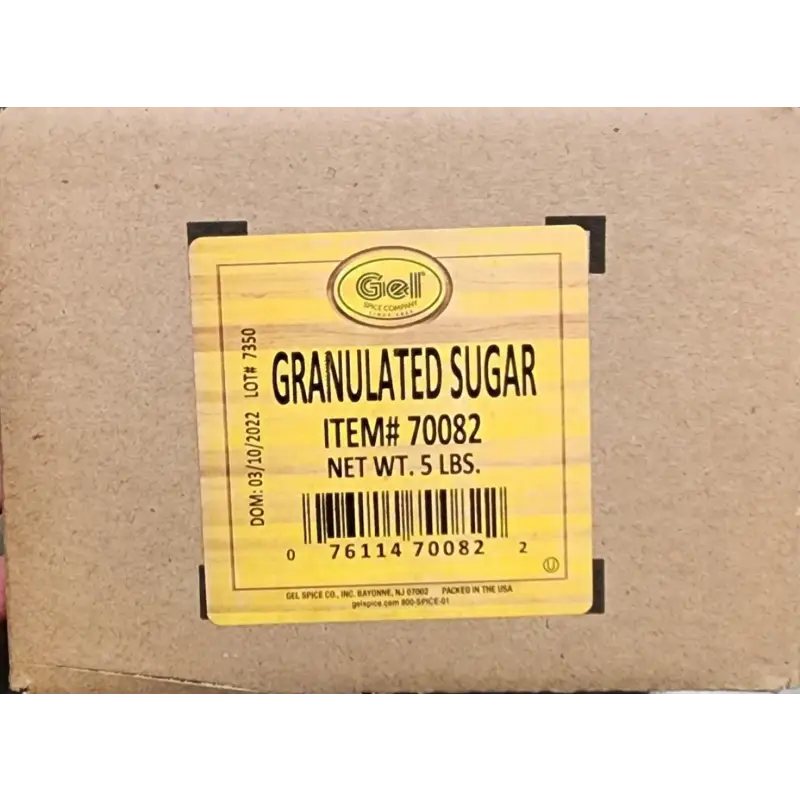 Gel
SPICE COMPANY
GRANULATED SUGAR
ITEM# 70082
NET WT. 5 LBS.
DOM: 03/10/2022 LOT# 7350
0 76114 70082 2
U
GEL SPICE CO., INC. BAYONNE, NJ 07002 PACKED IN THE USA
gelspice.com 800-SPICE-01